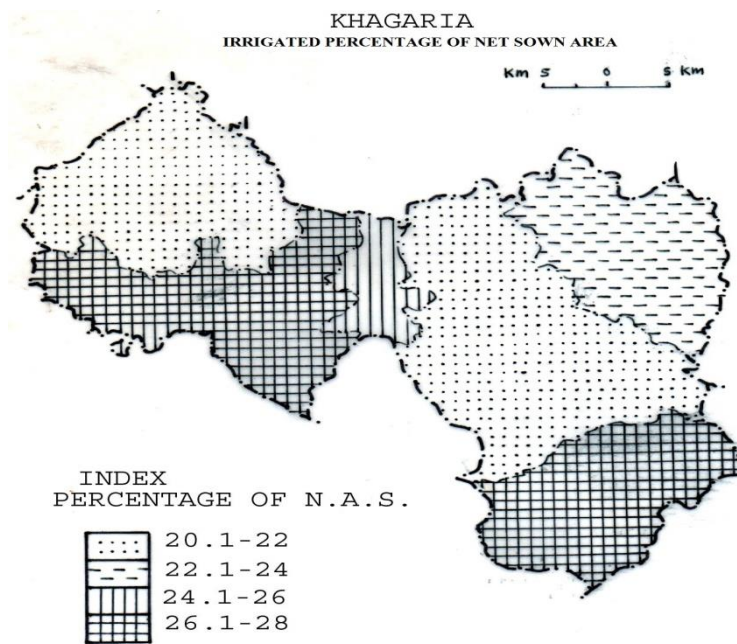 KHAGARIA
IRRIGATED PERCENTAGE OF NET SOWN AREA
Km 5 0 5 Km
INDEX
PERCENTAGE OF N.A.S.
20.1-22
22.1-24
24.1-26
26.1-28